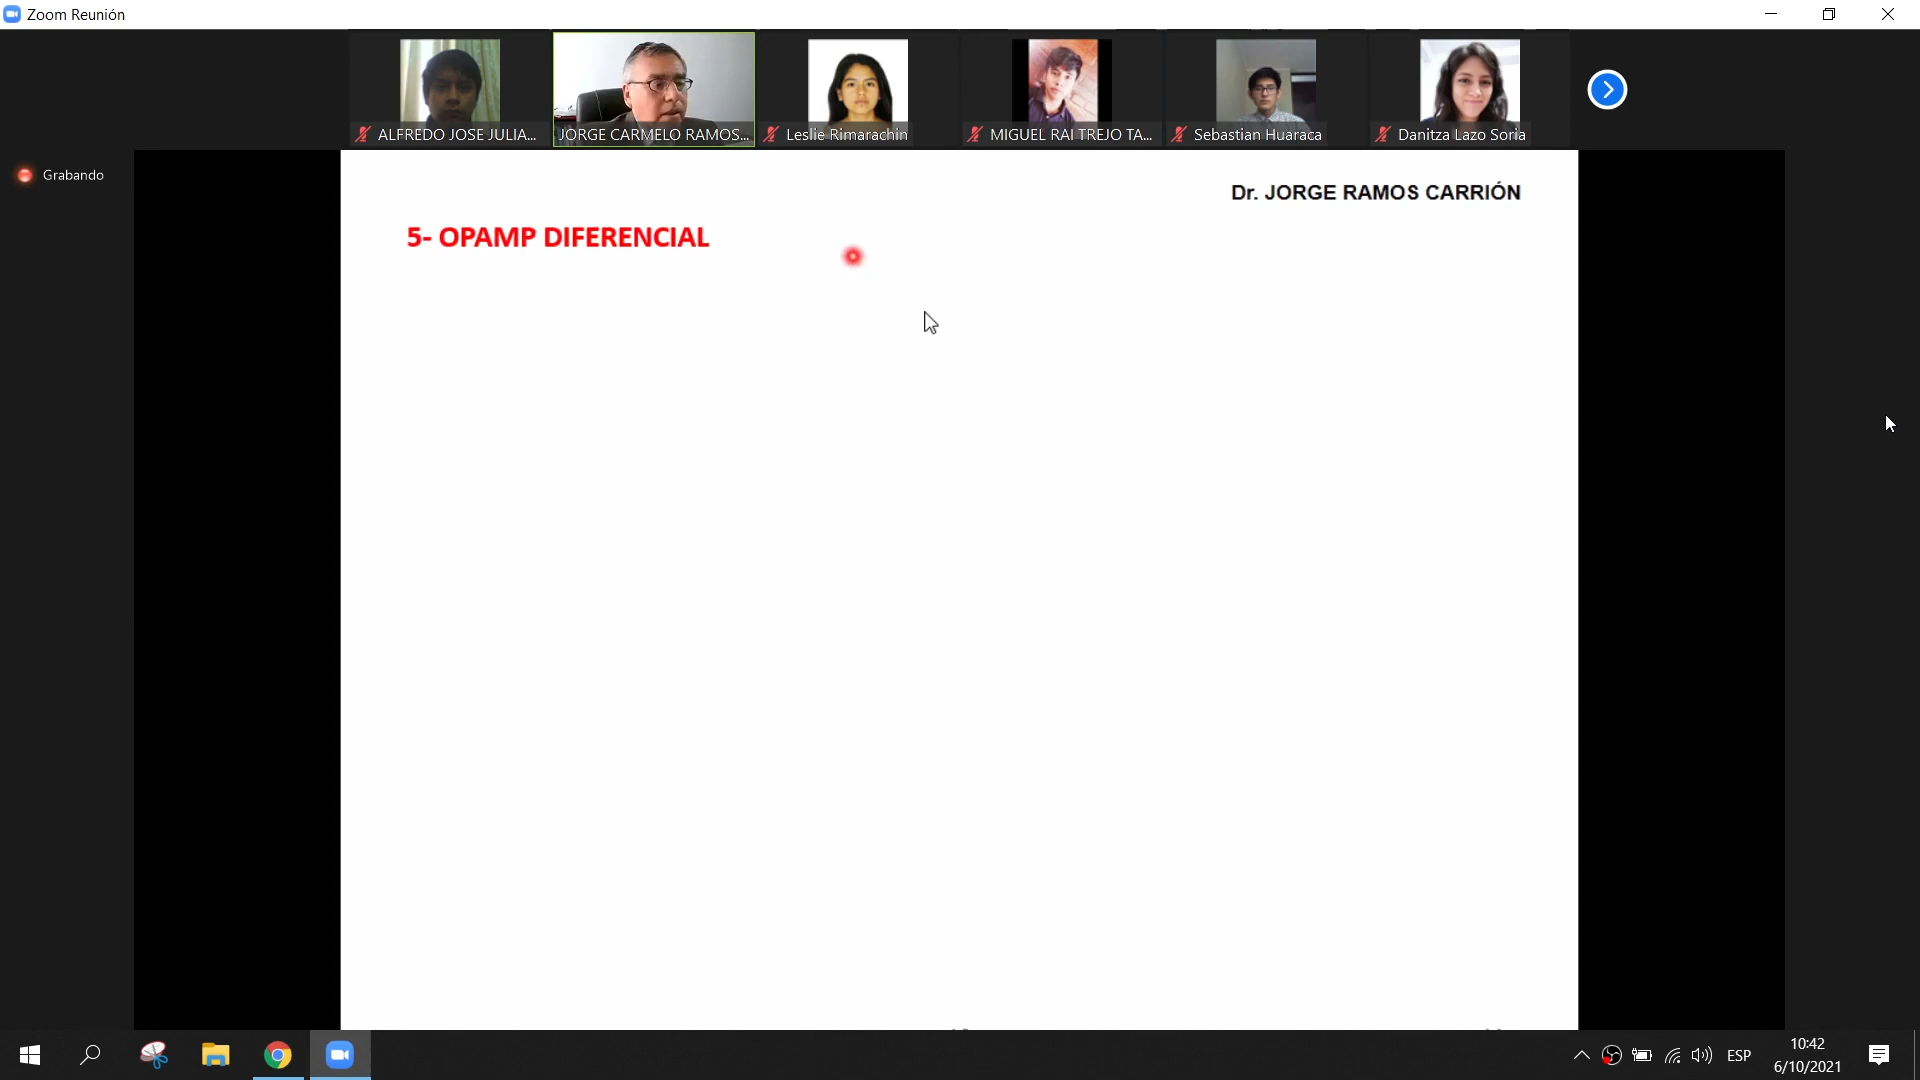 Zoom Reunión
ALFREDO JOSE JULIA...
JORGE CARMELO RAMOS...
Leslie Rimarachin
MIGUEL RAI TREJO TA...
Sebastian Huaraca
Danitza Lazo Soria
Grabando
Dr. JORGE RAMOS CARRIÓN
5- OPAMP DIFERENCIAL
ESP
10:42
6/10/2021